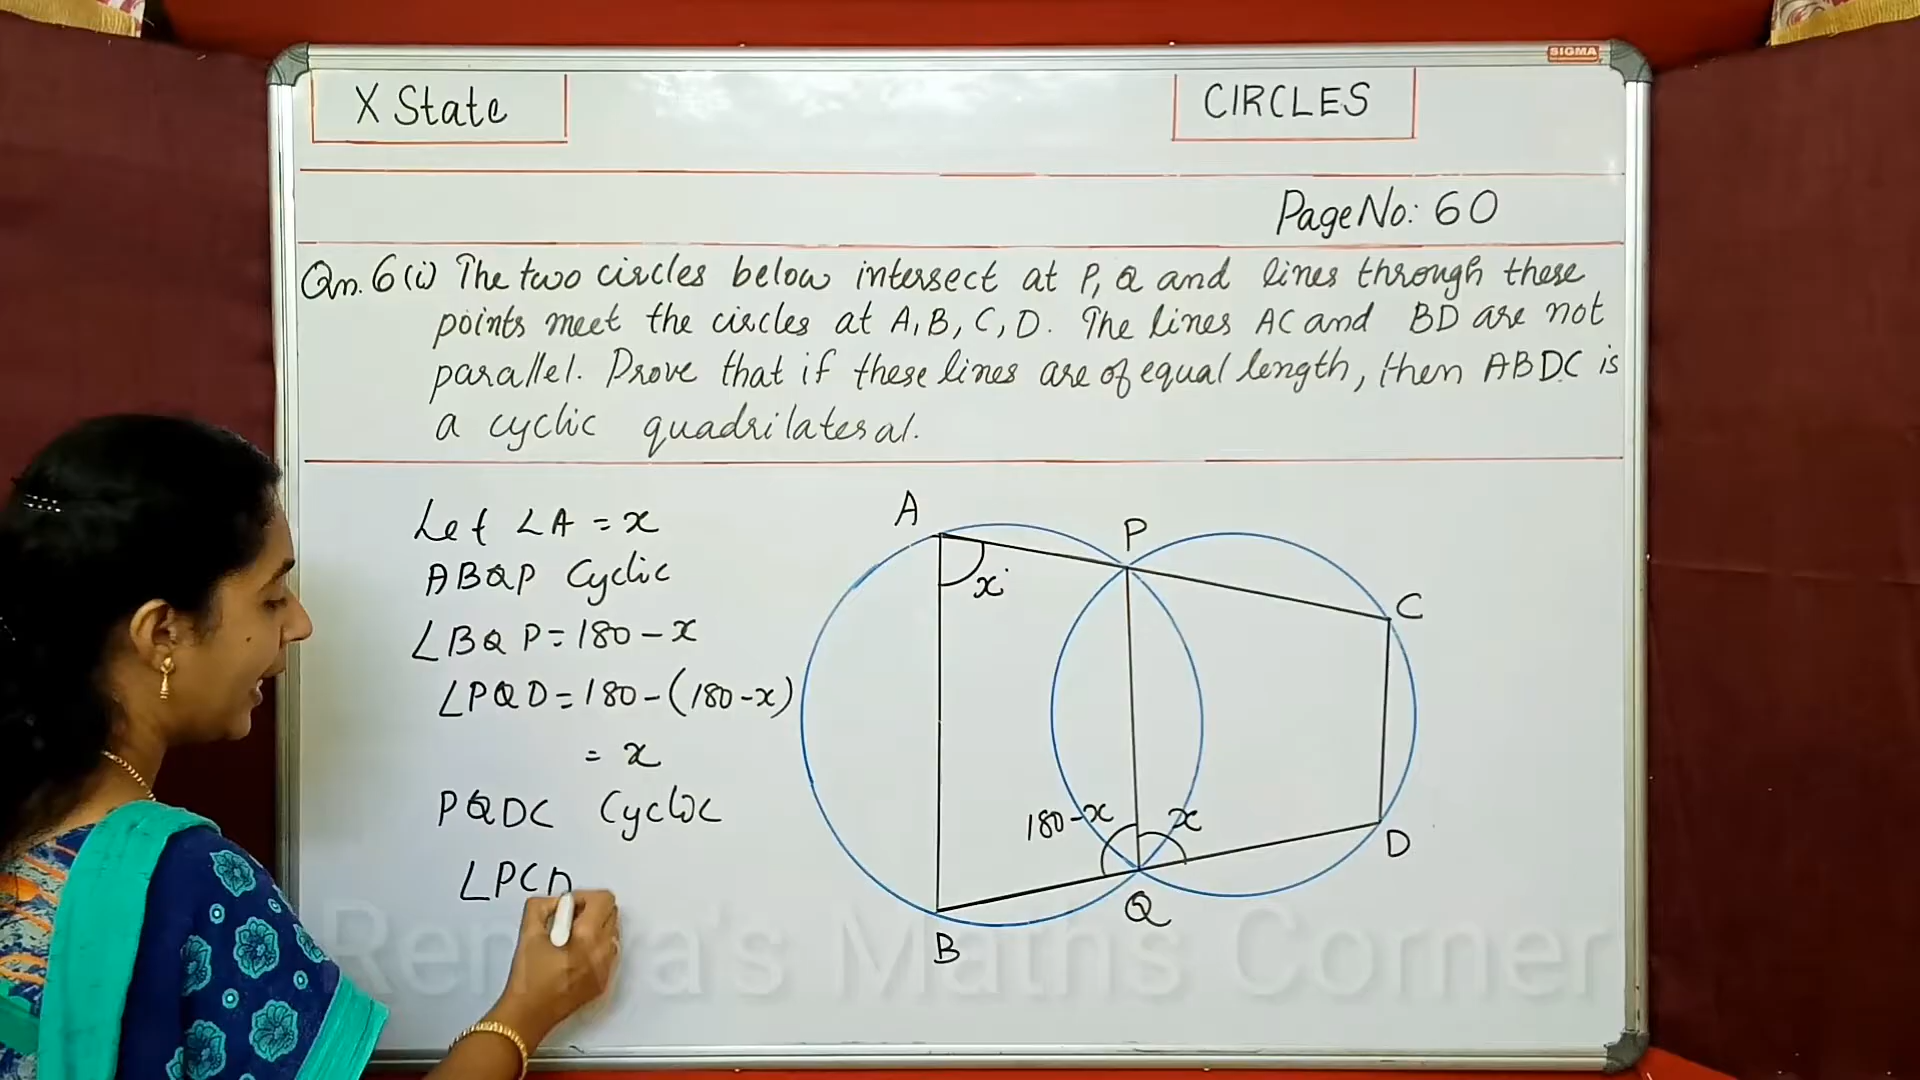 SIGMA
X State
CIRCLES
Page No: 60
Qn. 6 (i) The two circles below intersect at P, Q and lines through these
points meet the circles at A, B, C, D. The lines AC and BD are not
parallel. Prove that if these lines are of equal length, then ABDC is
a cyclic quadrilateral.
Let ∠A = x
ABQP Cyclic
∠BQP = 180 - x
∠PQD = 180 - (180 - x)
= x
PQDC Cyclic
∠PCD
A
P
x
C
180-x
x
D
Q
B
Remya's Maths Corner